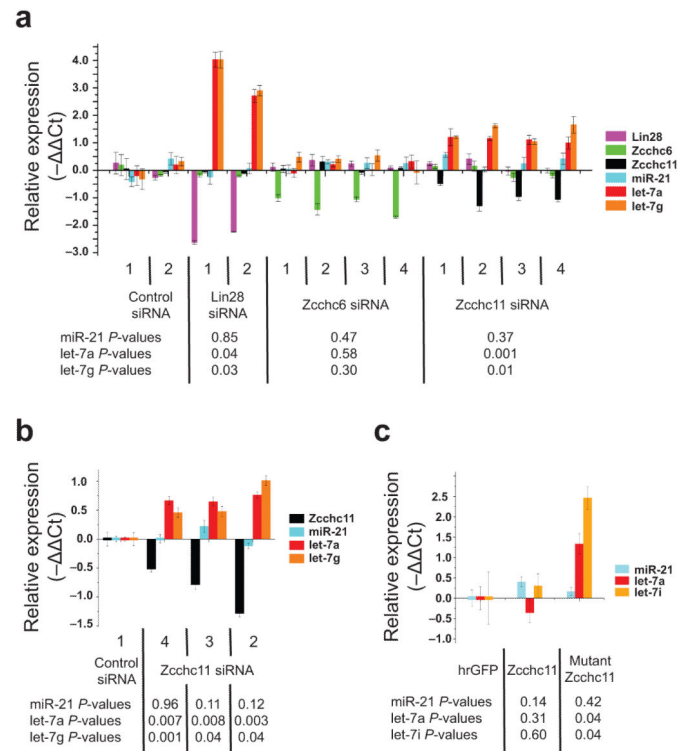 a
Relative expression
(–ΔΔCt)
4.0
3.0
2.0
1.0
0.0
–1.0
–2.0
–3.0
Lin28
Zcchc6
Zcchc11
miR-21
let-7a
let-7g
1 2 1 2 1 2 3 4 1 2 3 4
Control siRNA Lin28 siRNA Zcchc6 siRNA Zcchc11 siRNA
miR-21 P-values 0.85 0.47 0.37
let-7a P-values 0.04 0.58 0.001
let-7g P-values 0.03 0.30 0.01
b
Relative expression
(–ΔΔCt)
1.0
0.5
0.0
–0.5
–1.0
–1.5
Zcchc11
miR-21
let-7a
let-7g
1 4 3 2
Control siRNA Zcchc11 siRNA
miR-21 P-values 0.96 0.11 0.12
let-7a P-values 0.007 0.008 0.003
let-7g P-values 0.001 0.04 0.04
c
Relative expression
(–ΔΔCt)
2.5
2.0
1.5
1.0
0.5
0.0
–0.5
–1.0
miR-21
let-7a
let-7i
hrGFP Zcchc11 Mutant Zcchc11
miR-21 P-values 0.14 0.42
let-7a P-values 0.31 0.04
let-7i P-values 0.60 0.04